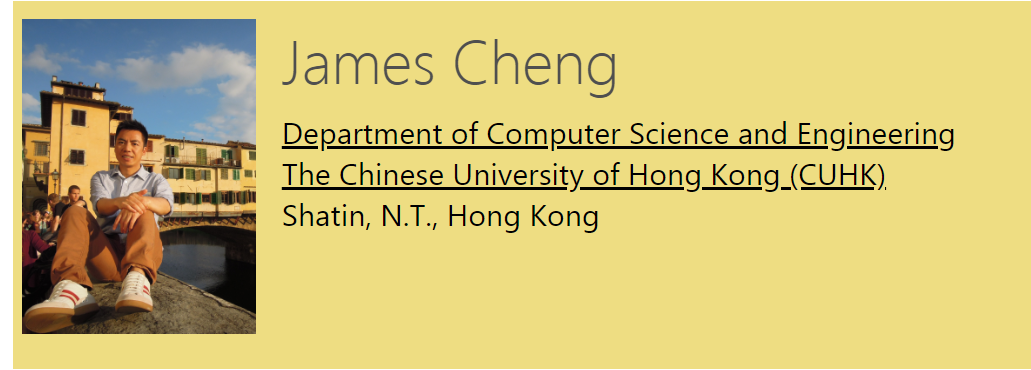 James Cheng
Department of Computer Science and Engineering
The Chinese University of Hong Kong (CUHK)
Shatin, N.T., Hong Kong